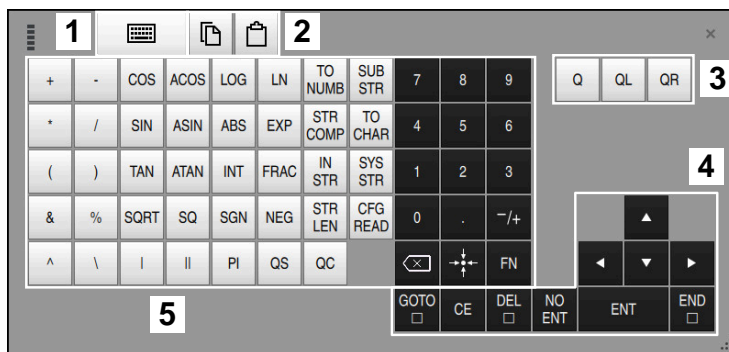 1 2 ×
+ - COS ACOS LOG LN TO NUMB SUB STR 7 8 9 Q QL QR 3
* / SIN ASIN ABS EXP STR COMP TO CHAR 4 5 6
( ) TAN ATAN INT FRAC IN STR SYS STR 1 2 3 4
& % SQRT SQ SGN NEG STR LEN CFG READ 0 . −/+
^ \ | || PI QS QC FN
5 GOTO □ CE DEL □ NO ENT ENT END □